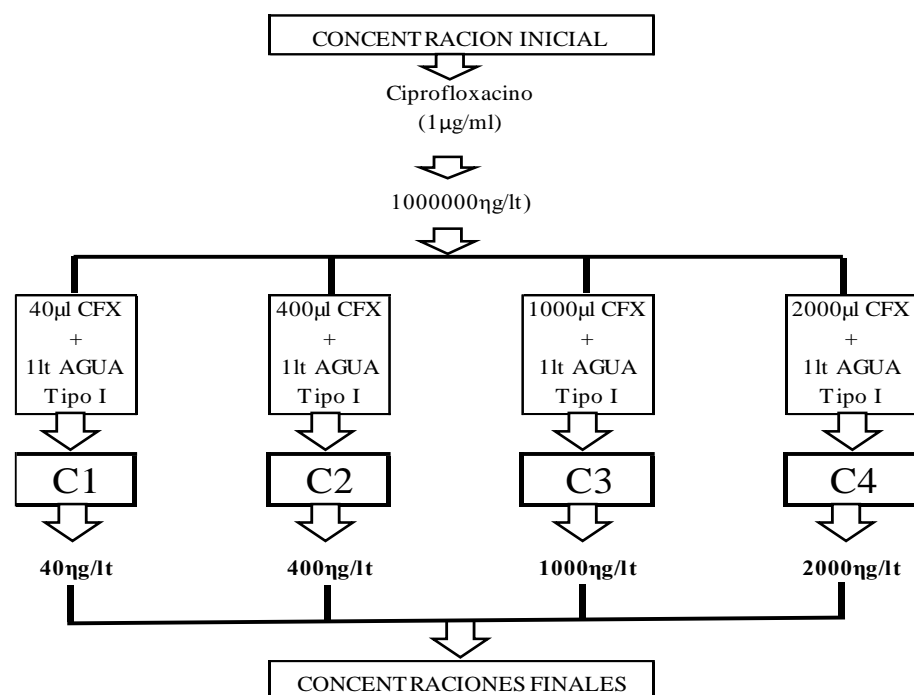 CONCENTRACION INICIAL
Ciprofloxacino
(1µg/ml)
1000000ηg/lt)
40µl CFX
+
1lt AGUA
Tipo I
400µl CFX
+
1lt AGUA
Tipo I
1000µl CFX
+
1lt AGUA
Tipo I
2000µl CFX
+
1lt AGUA
Tipo I
C1
C2
C3
C4
40ηg/lt
400ηg/lt
1000ηg/lt
2000ηg/lt
CONCENTRACIONES FINALES